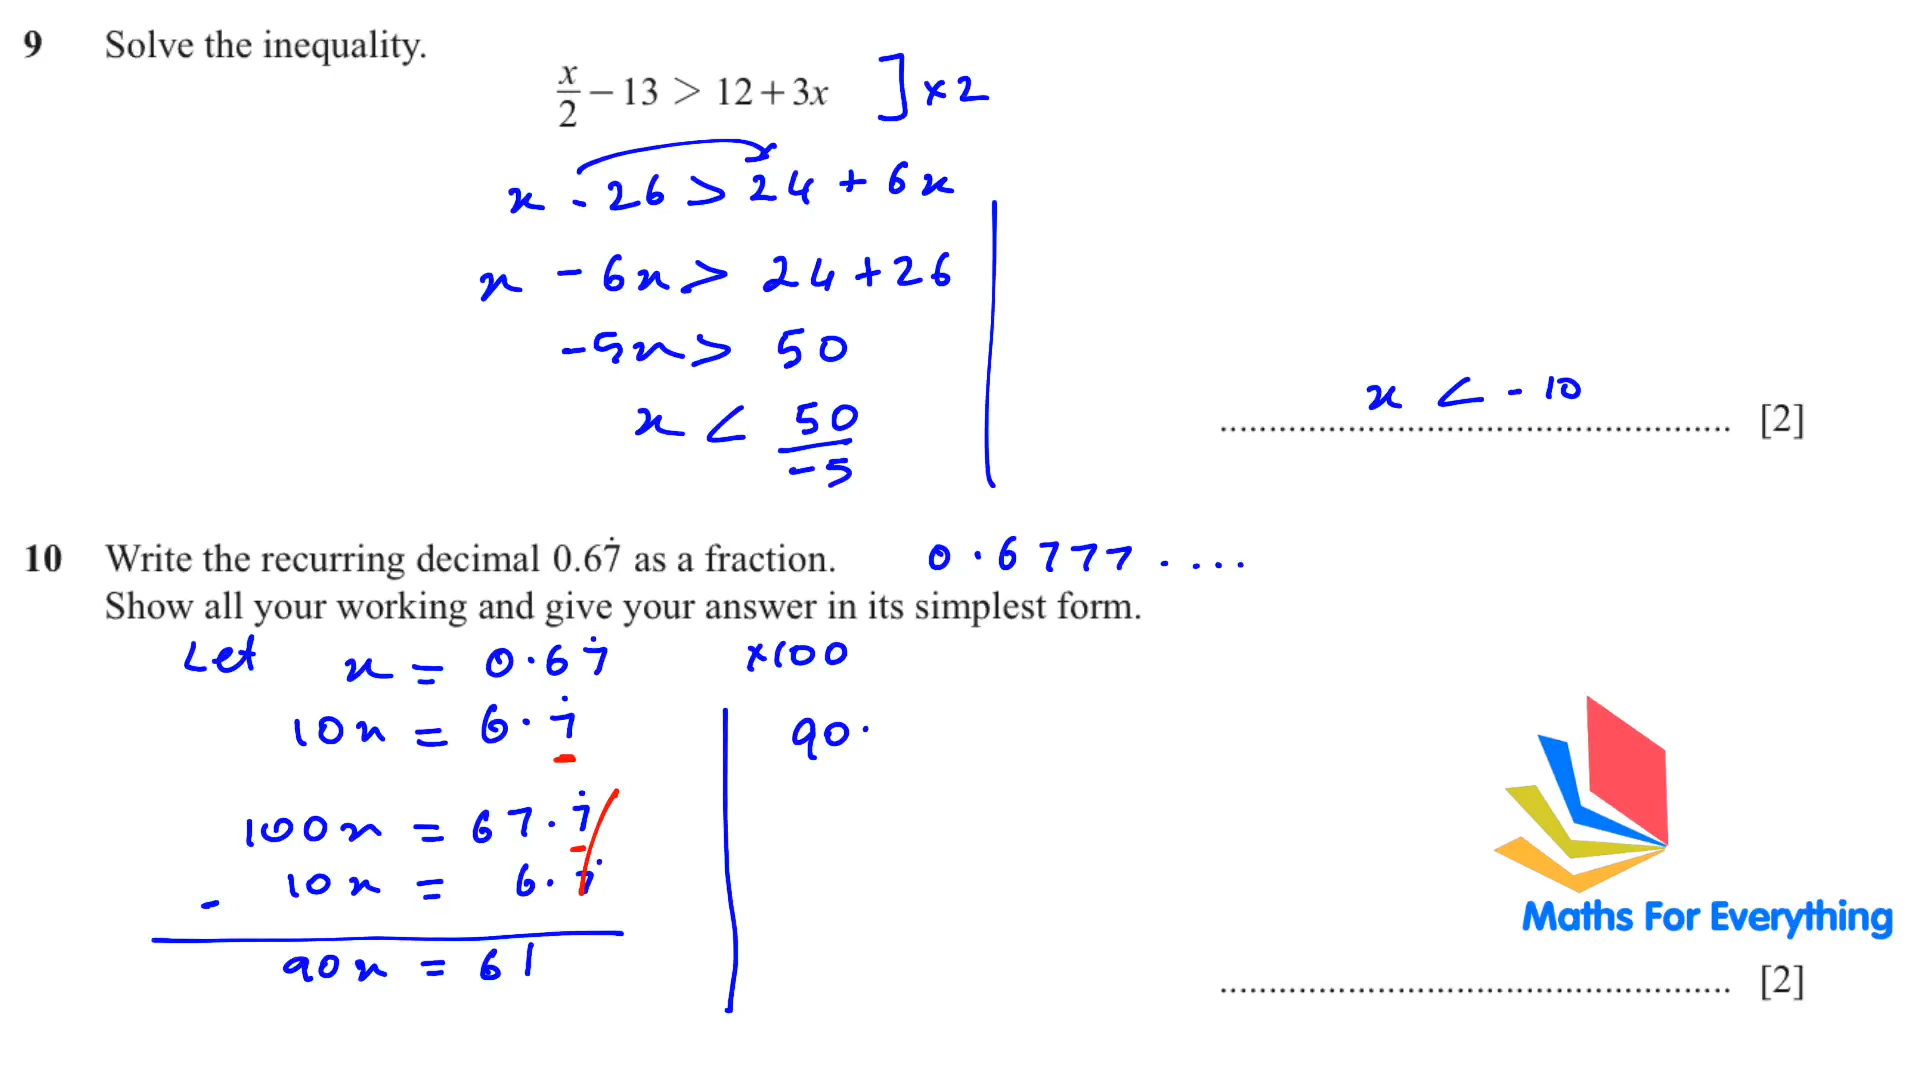 9 Solve the inequality.
x/2 − 13 > 12 + 3x ] ×2
x - 26 > 24 + 6x
x - 6x > 24 + 26
-5x > 50
x < 50/-5
x < -10
[2]
10 Write the recurring decimal 0.67̇ as a fraction. 0.6777....
Show all your working and give your answer in its simplest form.
Let x = 0.67̇ ×100
10x = 6.7̇ 90.
100x = 67.7̇
- 10x = 6.7̇
90x = 61
Maths For Everything
[2]